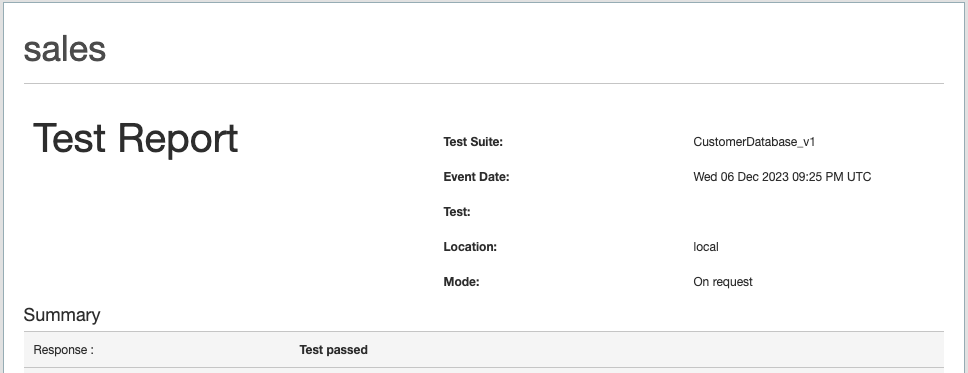 sales
Test Report
Test Suite: CustomerDatabase_v1
Event Date: Wed 06 Dec 2023 09:25 PM UTC
Test:
Location: local
Mode: On request
Summary
Response : Test passed